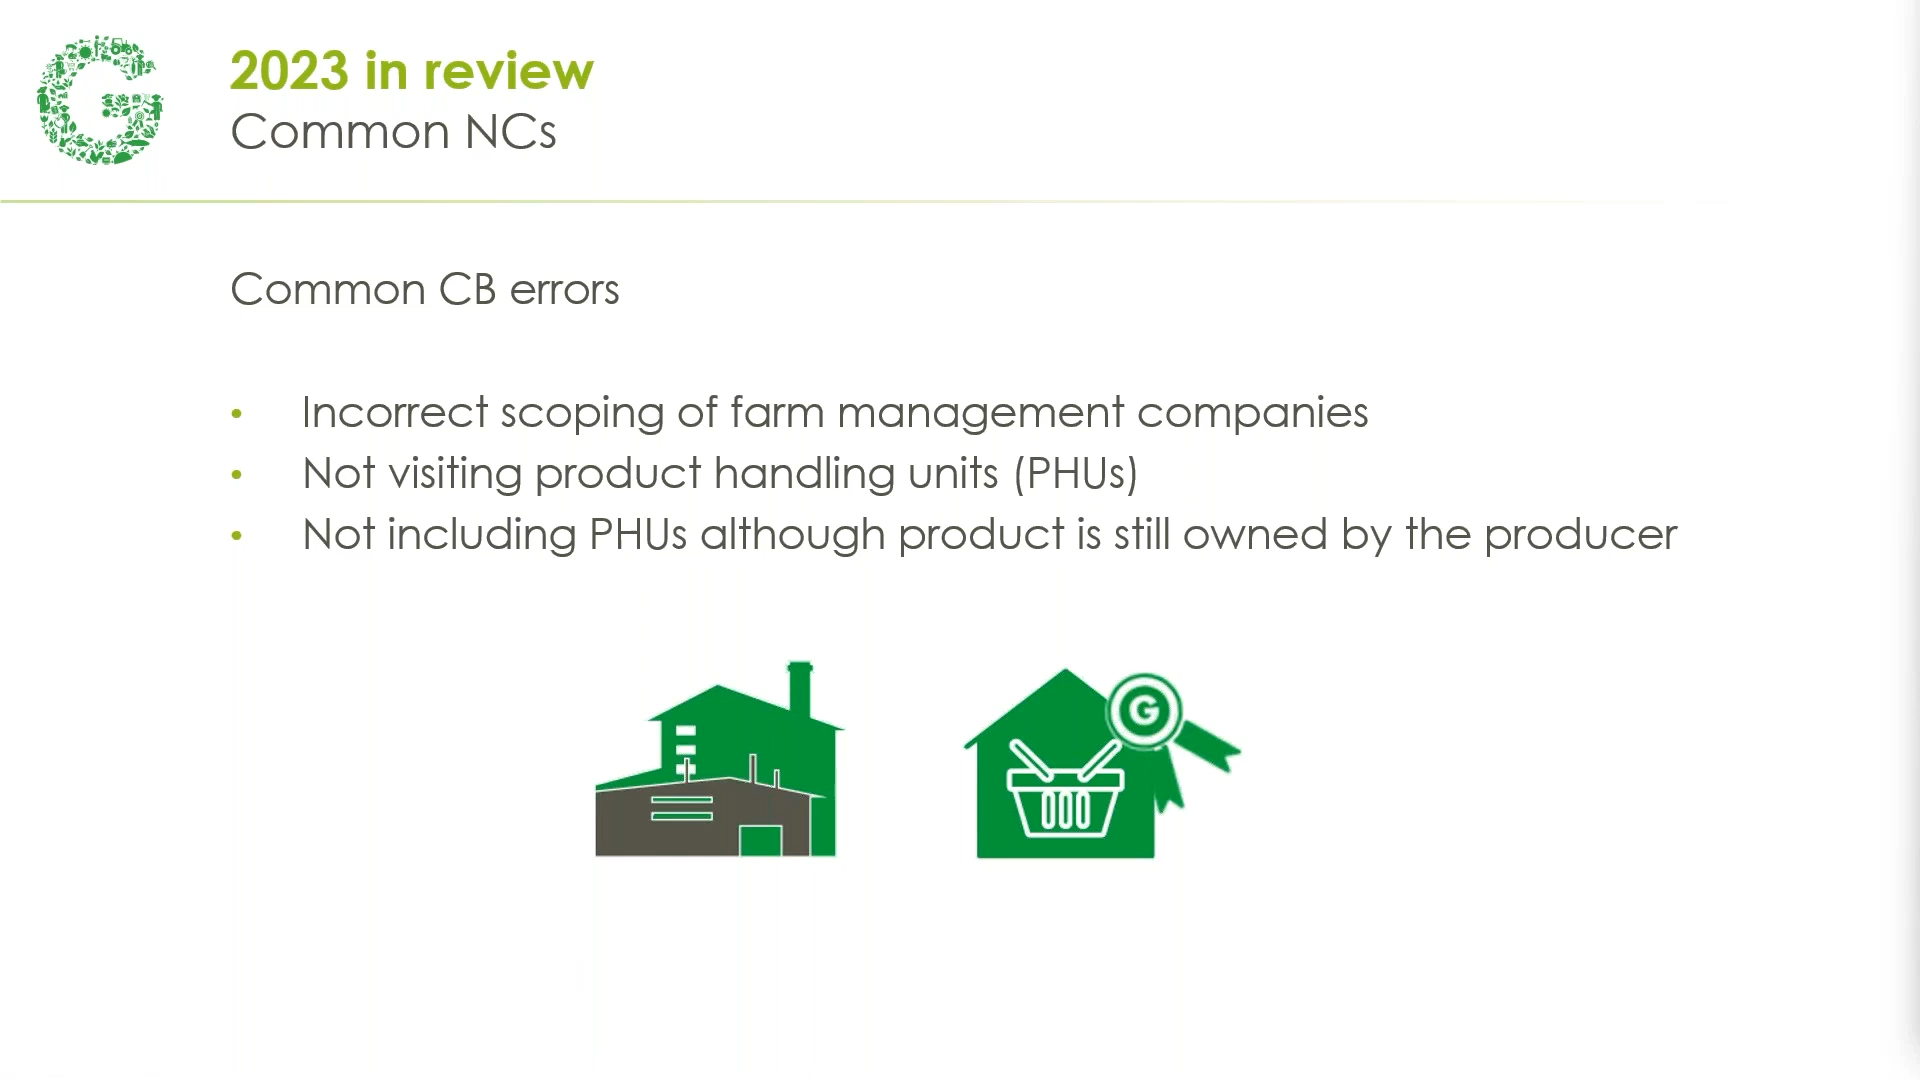 2023 in review
Common NCs
Common CB errors
• Incorrect scoping of farm management companies
• Not visiting product handling units (PHUs)
• Not including PHUs although product is still owned by the producer
G